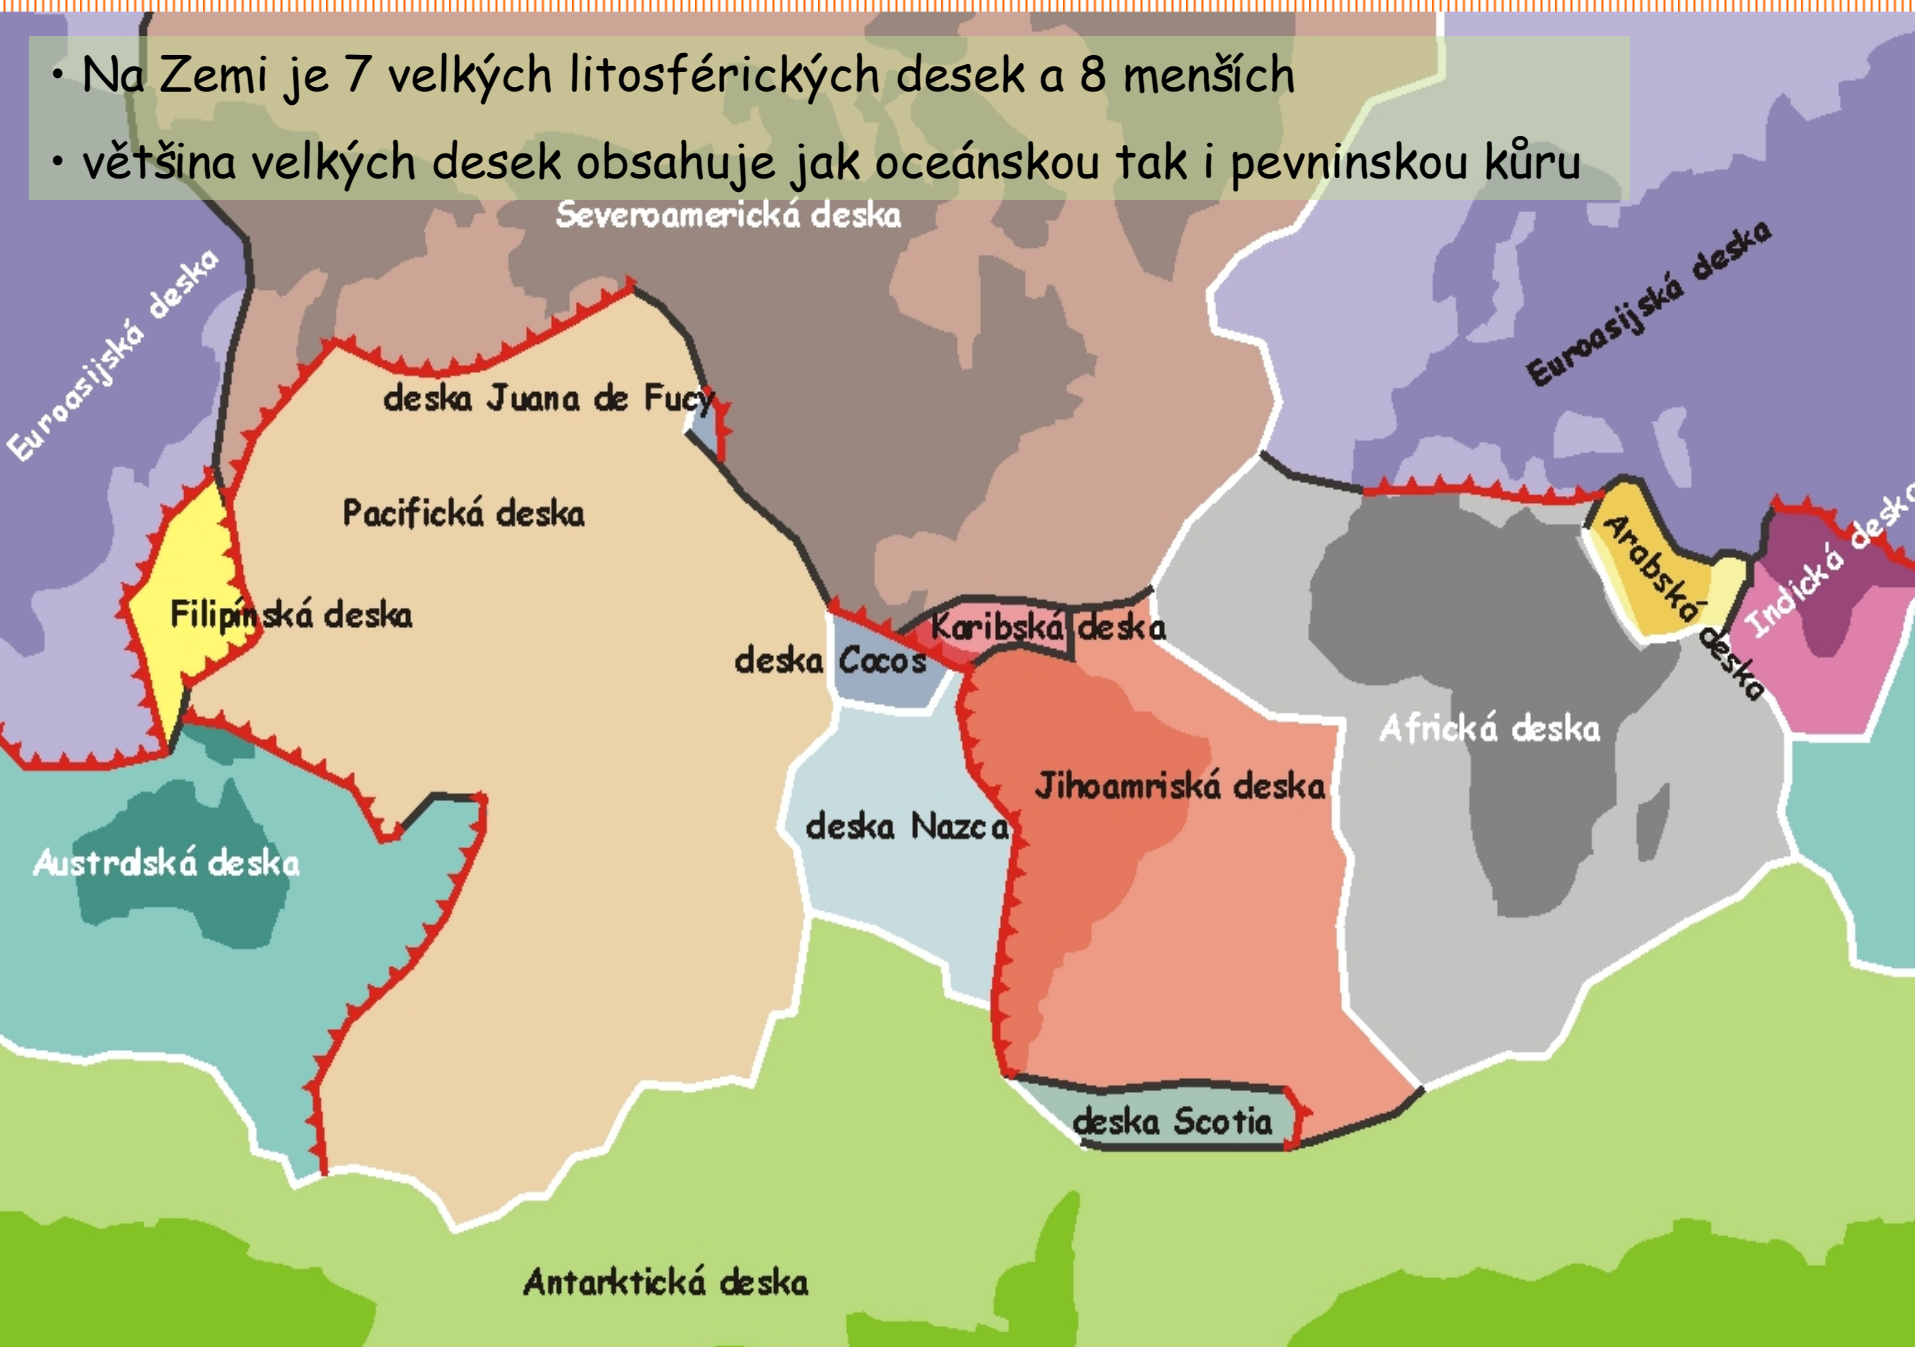 • Na Zemi je 7 velkých litosférických desek a 8 menších
• většina velkých desek obsahuje jak oceánskou tak i pevninskou kůru
Severoamerická deska
Euroasijská deska
Euroasijská deska
deska Juana de Fucy
Pacifická deska
Arabská deska
Indická deska
Filipínská deska
Karibská deska
deska Cocos
Africká deska
Jihoamriská deska
deska Nazca
Australská deska
deska Scotia
Antarktická deska